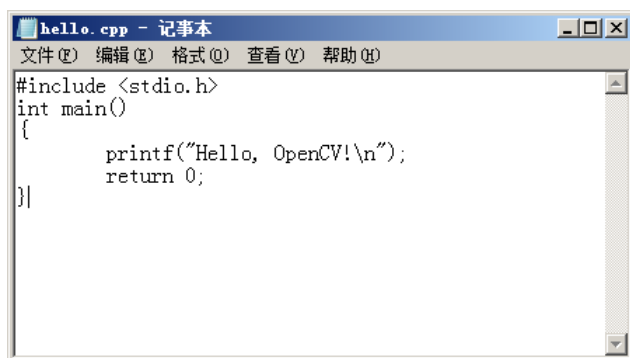 hello.cpp - 记事本
文件(F) 编辑(E) 格式(O) 查看(V) 帮助(H)
#include <stdio.h>
int main()
{
        printf("Hello, OpenCV!\n");
        return 0;
}